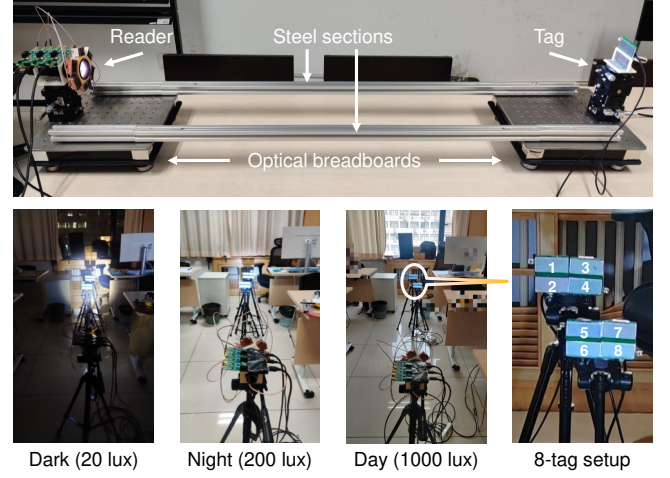 Reader
Steel sections
Tag
Optical breadboards
1 3
2 4
5 7
6 8
Dark (20 lux)
Night (200 lux)
Day (1000 lux)
8-tag setup